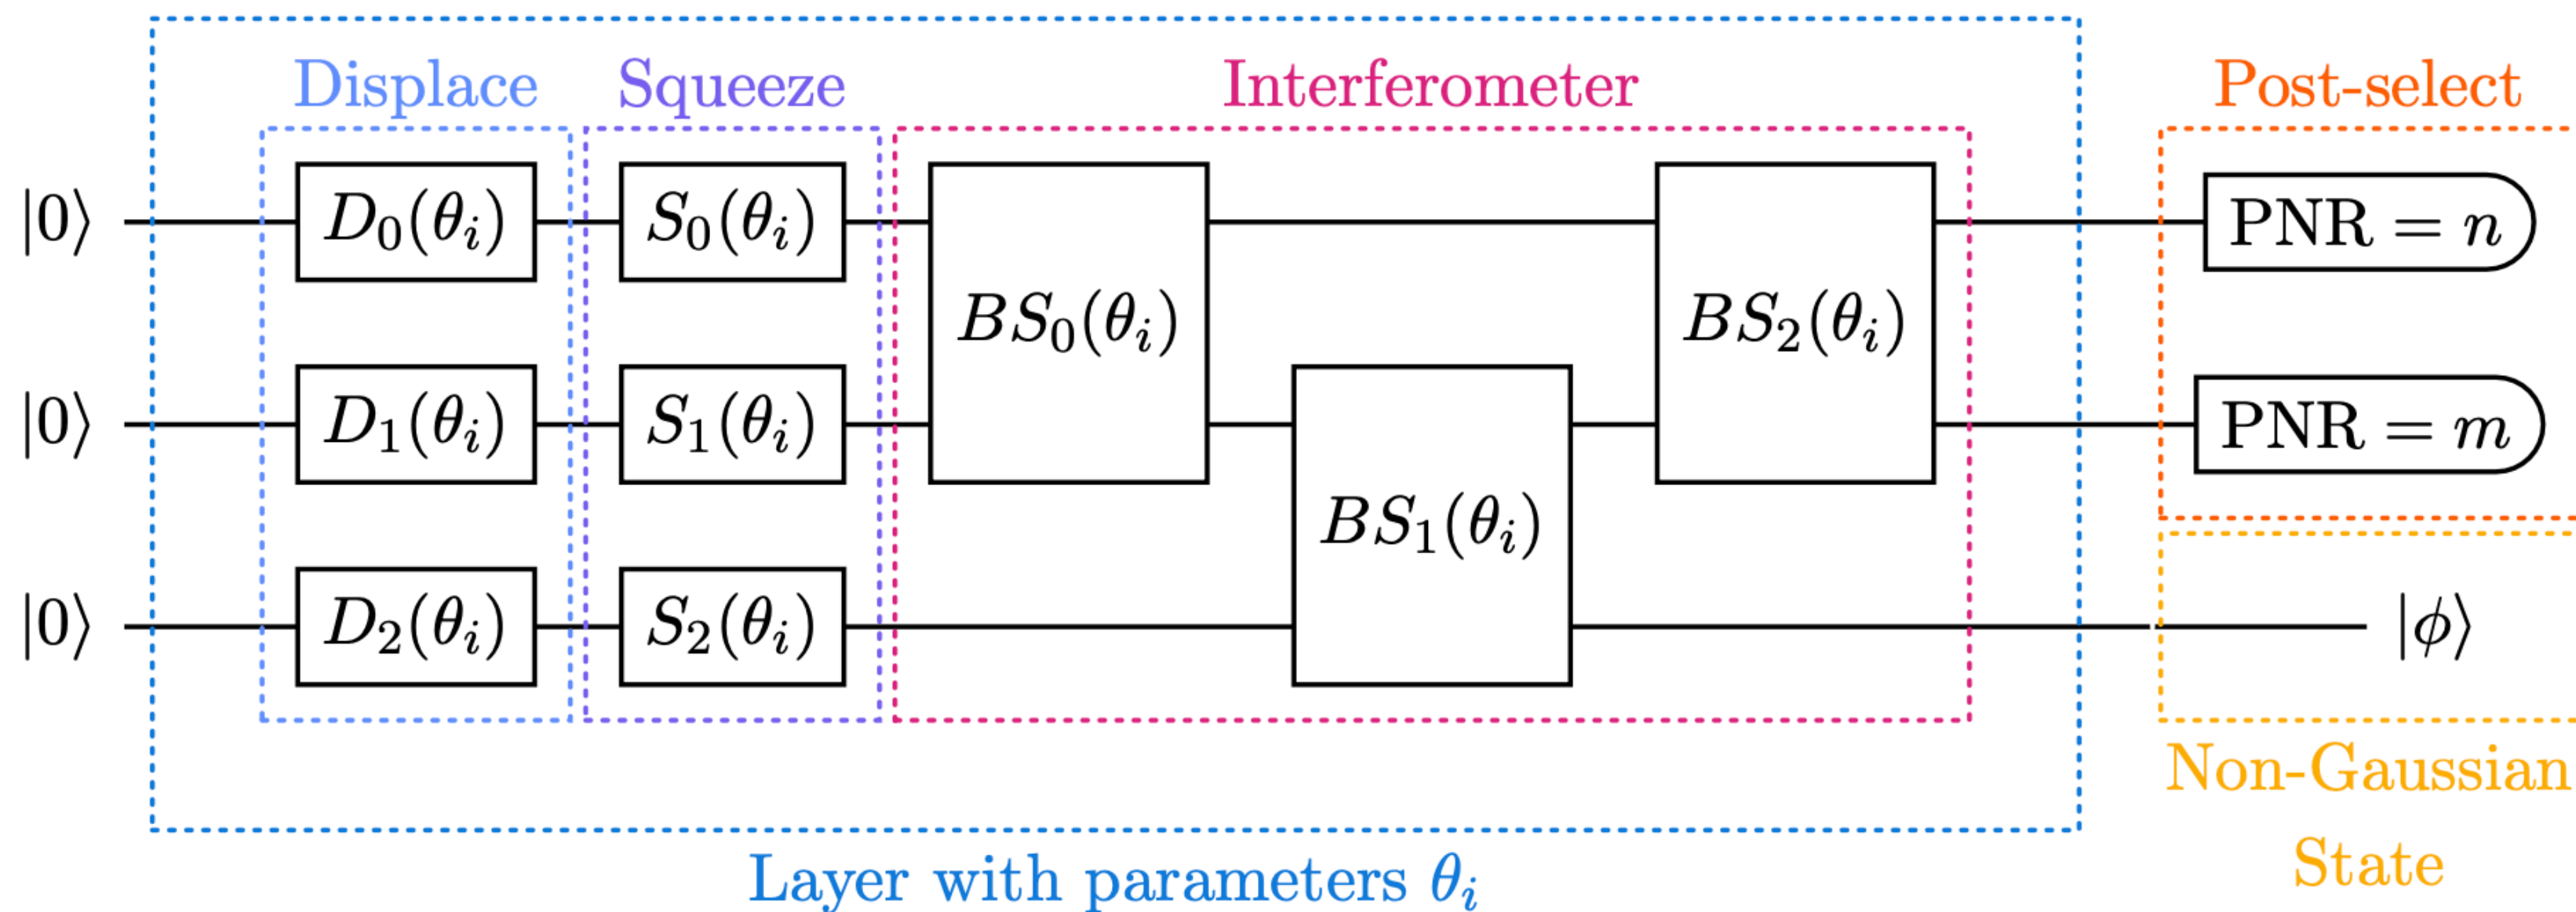 Displace Squeeze Interferometer Post-select
|0⟩ D₀(θᵢ) S₀(θᵢ) PNR = n
BS₀(θᵢ) BS₂(θᵢ)
|0⟩ D₁(θᵢ) S₁(θᵢ) PNR = m
BS₁(θᵢ)
|0⟩ D₂(θᵢ) S₂(θᵢ) |ϕ⟩
Non-Gaussian
State
Layer with parameters θᵢ